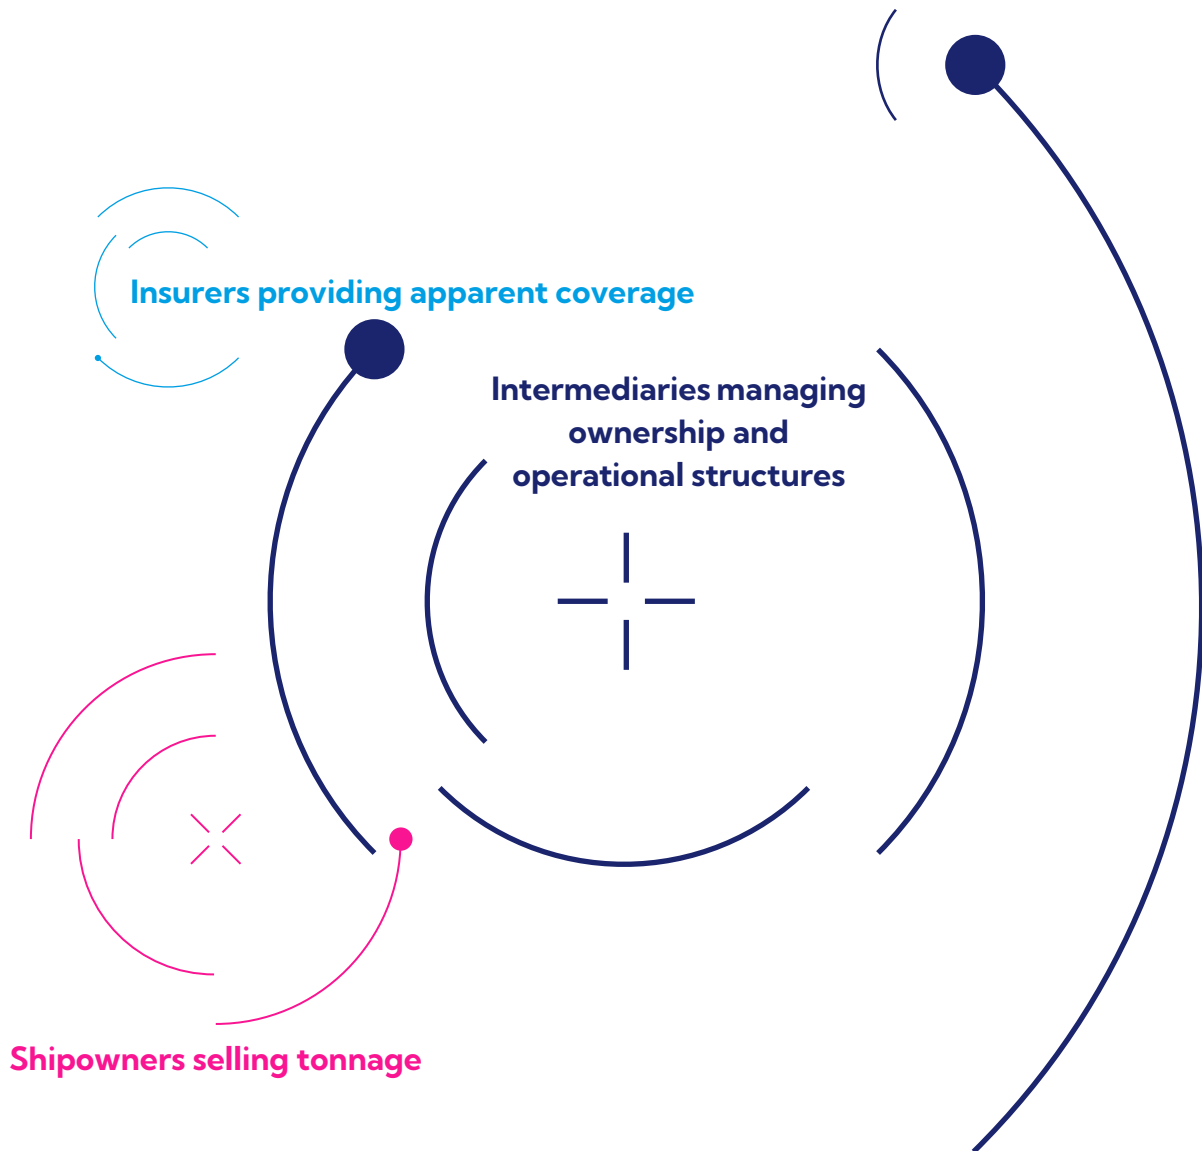 Insurers providing apparent coverage
Intermediaries managing
ownership and
operational structures
Shipowners selling tonnage